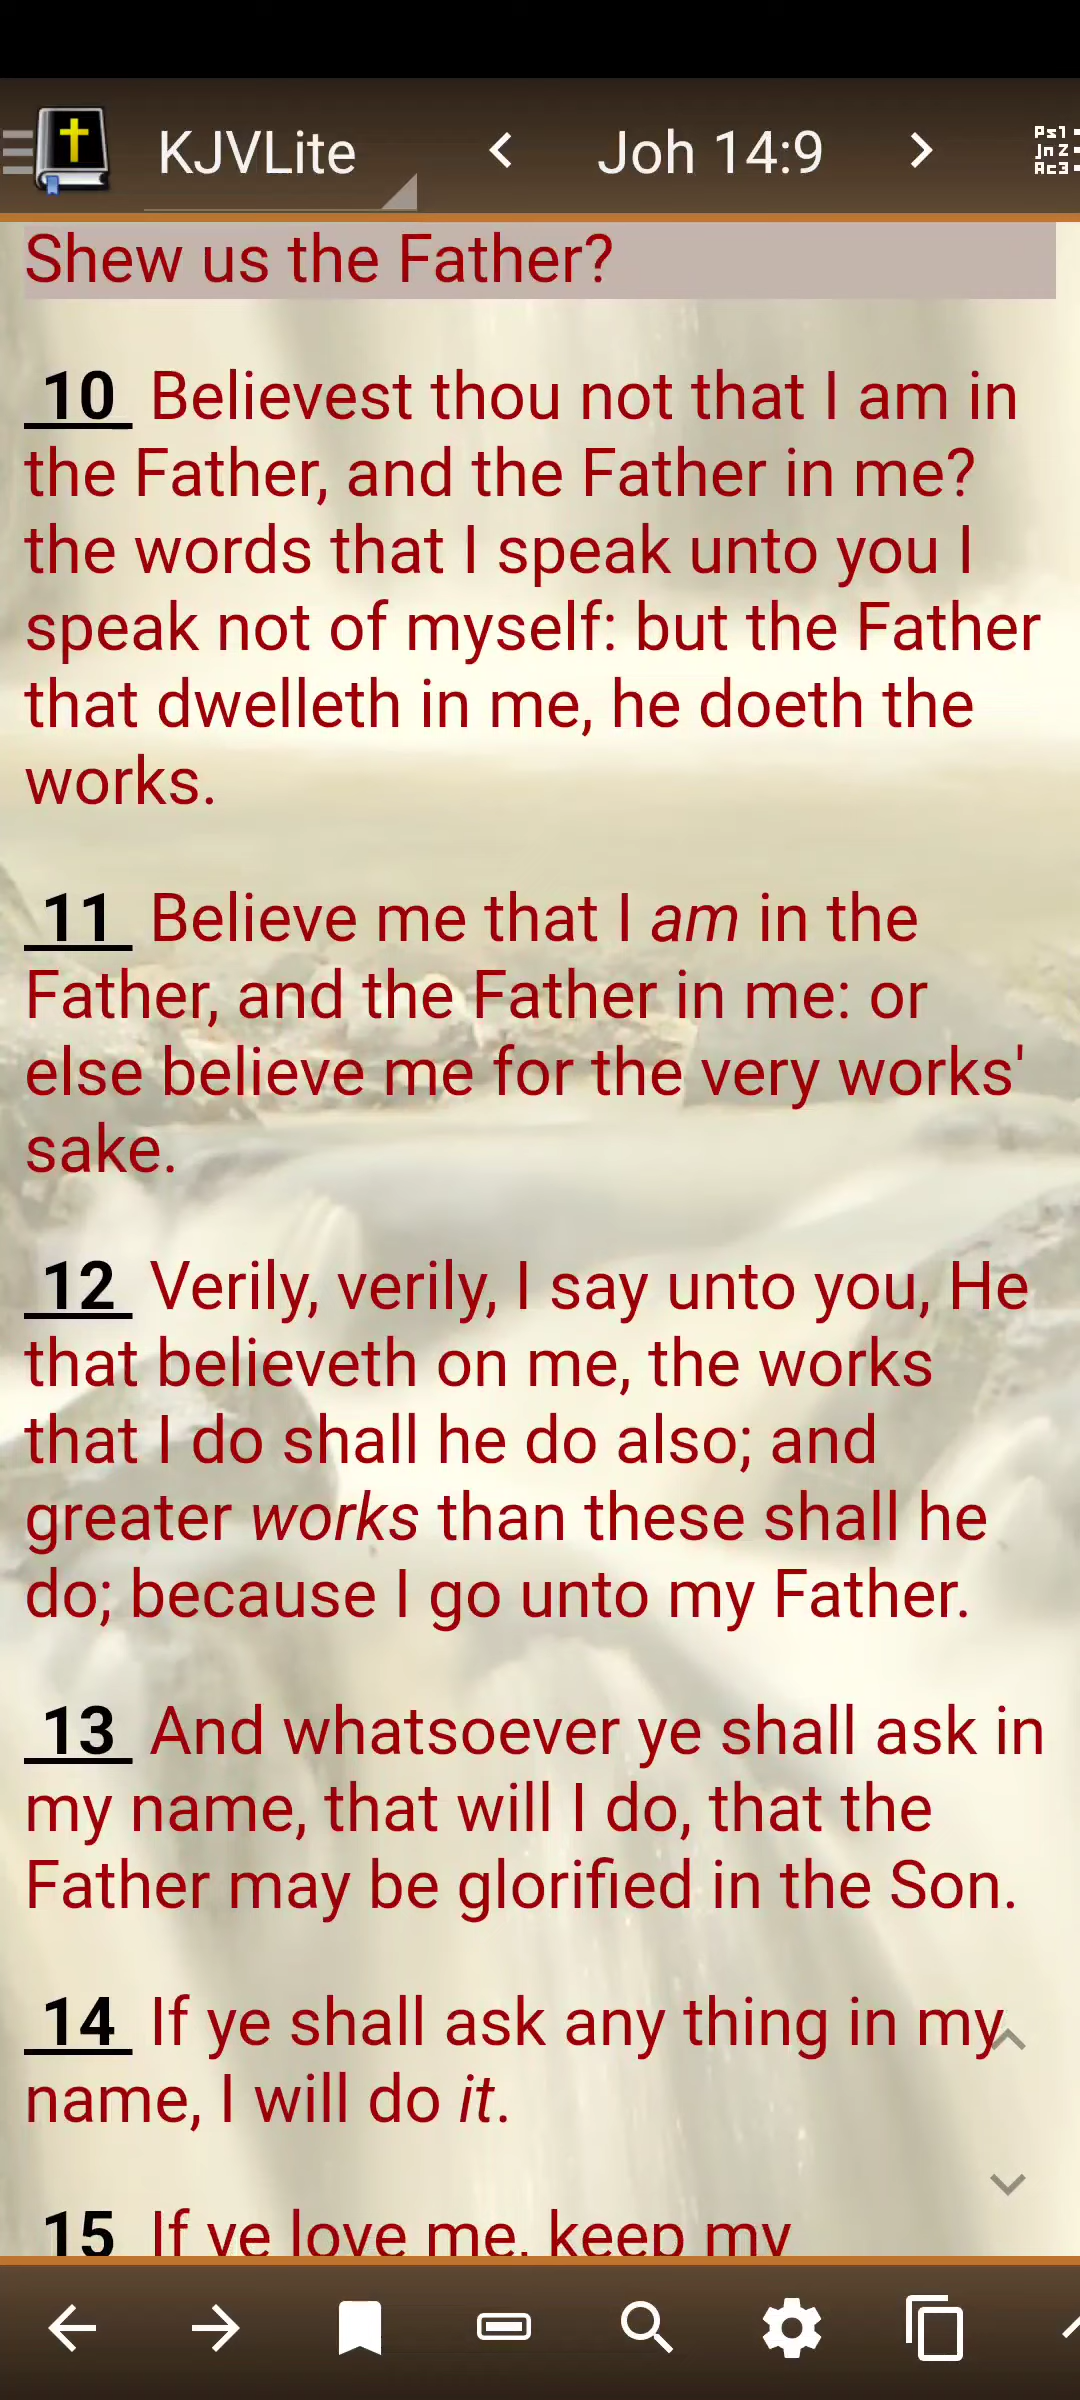 KJVLite
Joh 14:9
Ps1
Jn2
Ac3
Shew us the Father?
10 Believest thou not that I am in
the Father, and the Father in me?
the words that I speak unto you I
speak not of myself: but the Father
that dwelleth in me, he doeth the
works.
11 Believe me that I am in the
Father, and the Father in me: or
else believe me for the very works'
sake.
12 Verily, verily, I say unto you, He
that believeth on me, the works
that I do shall he do also; and
greater works than these shall he
do; because I go unto my Father.
13 And whatsoever ye shall ask in
my name, that will I do, that the
Father may be glorified in the Son.
14 If ye shall ask any thing in my
name, I will do it.
15 If ye love me, keep my